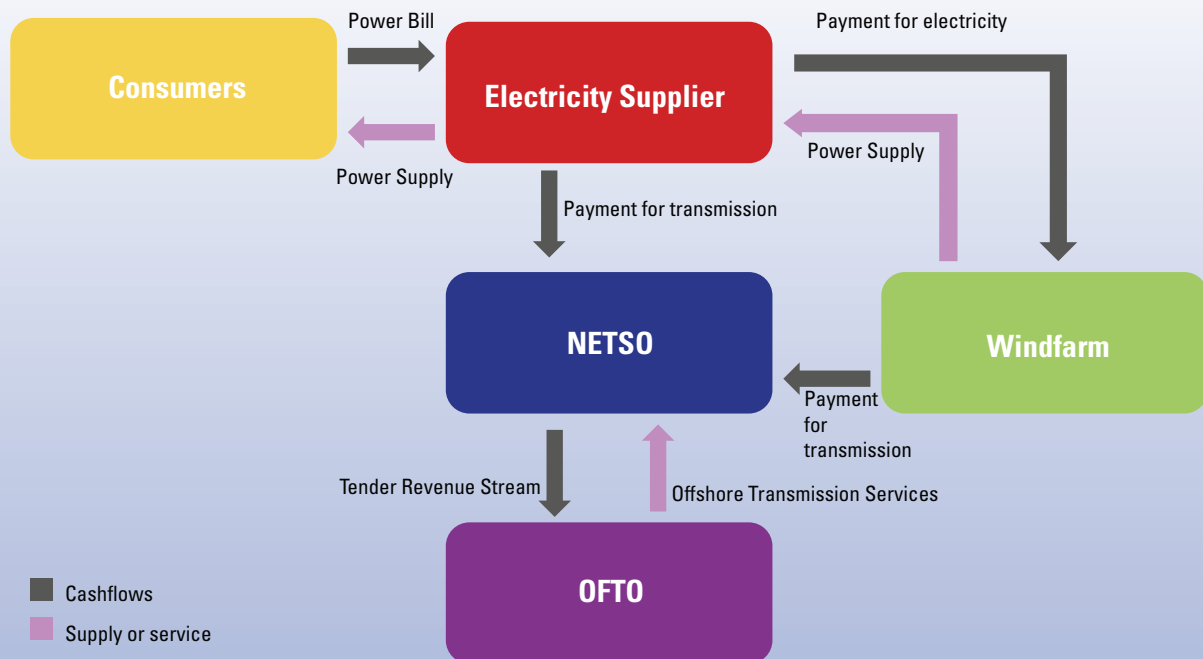 Power Bill
Payment for electricity
Consumers
Electricity Supplier
Power Supply
Power Supply
Payment for transmission
NETSO
Windfarm
Payment
for
transmission
Tender Revenue Stream
Offshore Transmission Services
OFTO
Cashflows
Supply or service